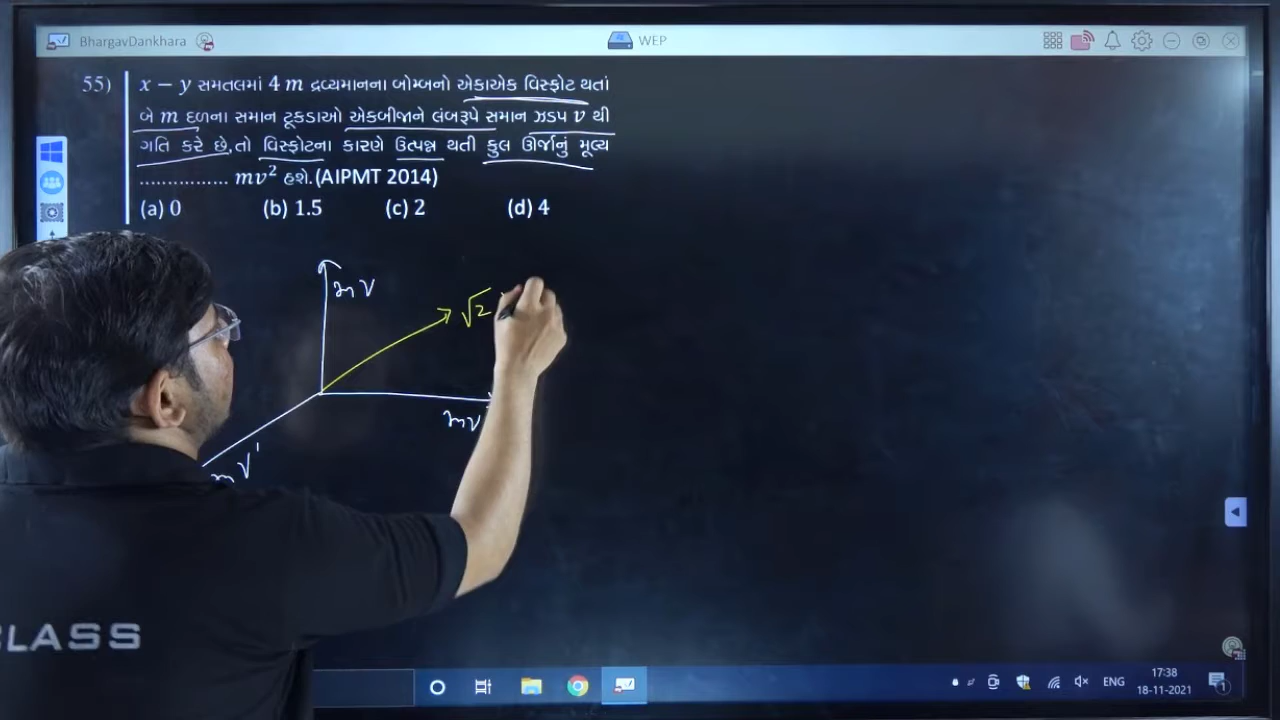 BhargavDankhara
WEP
55) x − y સમતલમાં 4 m દ્રવ્યમાનના બોમ્બનો એકાએક વિસ્ફોટ થતાં
બે m દળના સમાન ટૂકડાઓ એકબીજાને લંબરૂપે સમાન ઝડપ v થી
ગતિ કરે છે,તો વિસ્ફોટના કારણે ઉત્પન્ન થતી કુલ ઊર્જાનું મૂલ્ય
................ mv² હશે.(AIPMT 2014)
(a) 0 (b) 1.5 (c) 2 (d) 4
mv
√2
mv
mv'
CLASS
ENG
17:38
18-11-2021
1